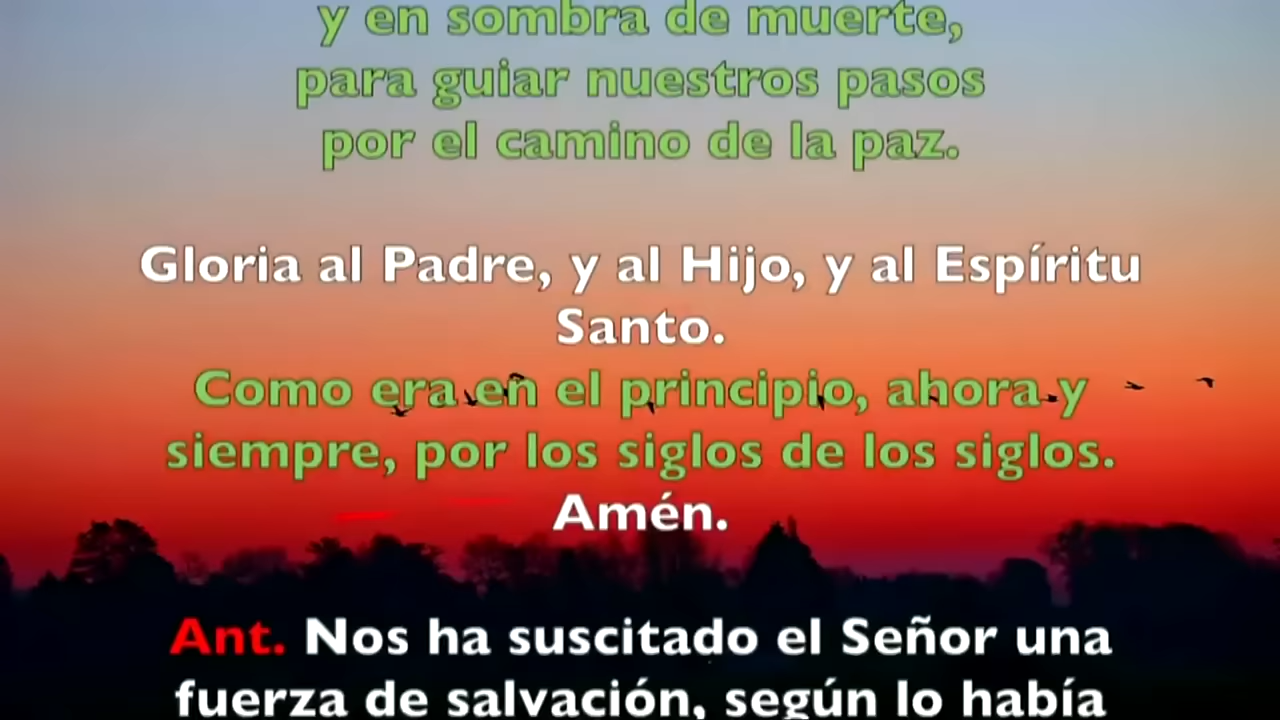 y en sombra de muerte,
para guiar nuestros pasos
por el camino de la paz.
Gloria al Padre, y al Hijo, y al Espíritu
Santo.
Como era en el principio, ahora y
siempre, por los siglos de los siglos.
Amén.
Ant. Nos ha suscitado el Señor una
fuerza de salvación, según lo había